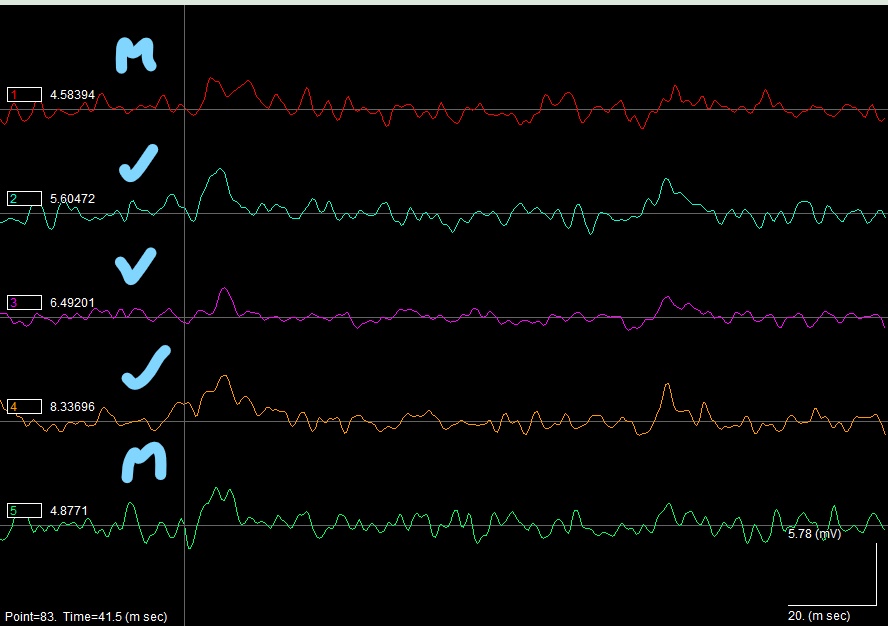 M
1 4.58394
✓
2 5.60472
✓
3 6.49201
✓
4 8.33696
M
5 4.8771
5.78 (mV)
Point=83. Time=41.5 (m sec)
20. (m sec)